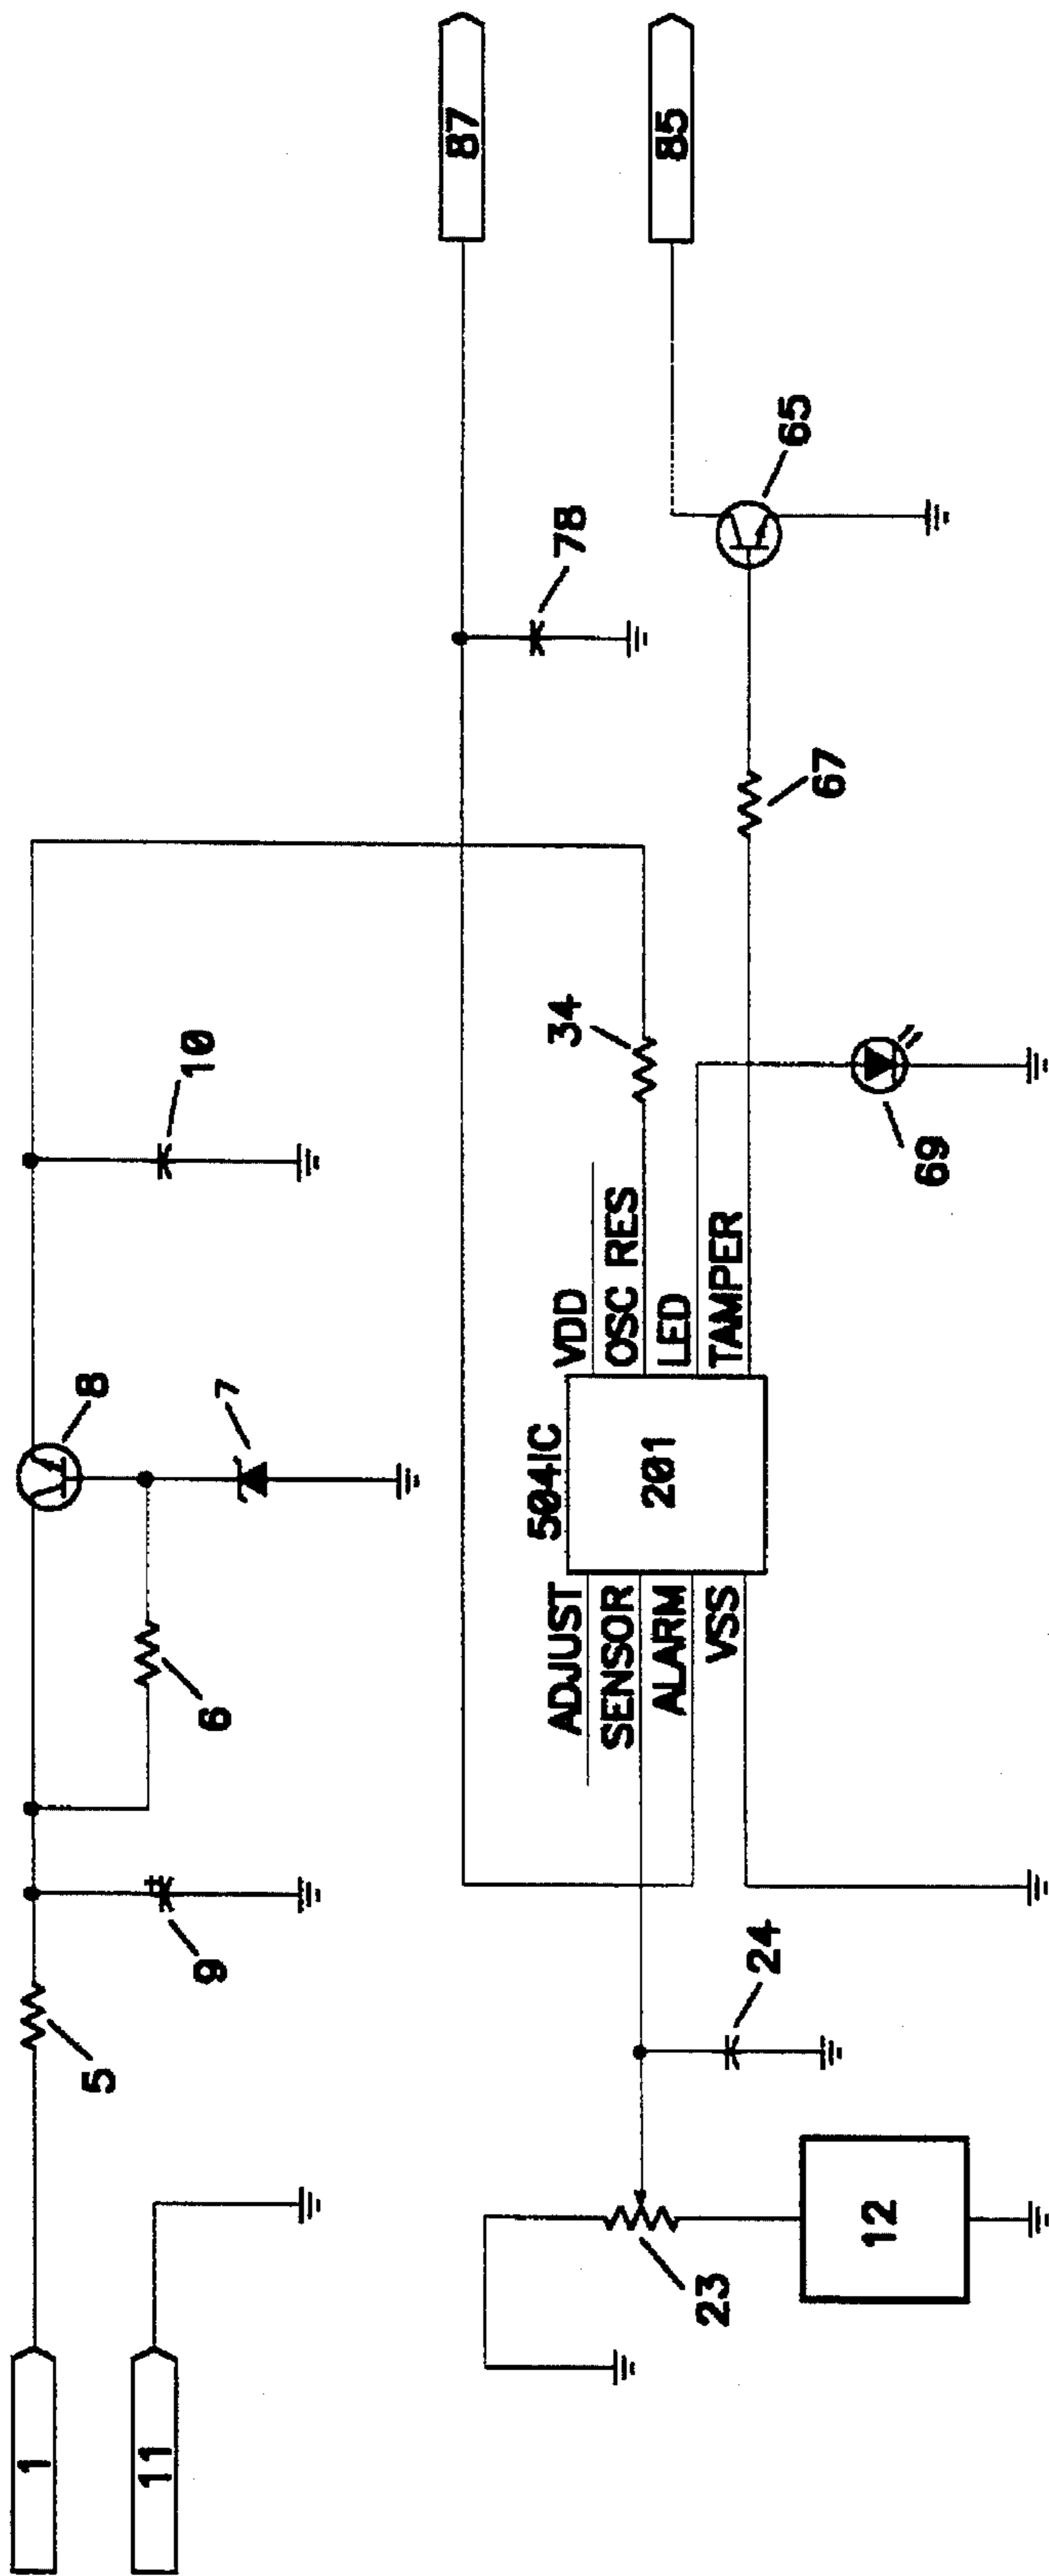 1
5
9
6
8
7
10
11
87
78
34
504IC
201
ADJUST
SENSOR
ALARM
VSS
VDD
OSC RES
LED
TAMPER
85
65
67
69
24
23
12